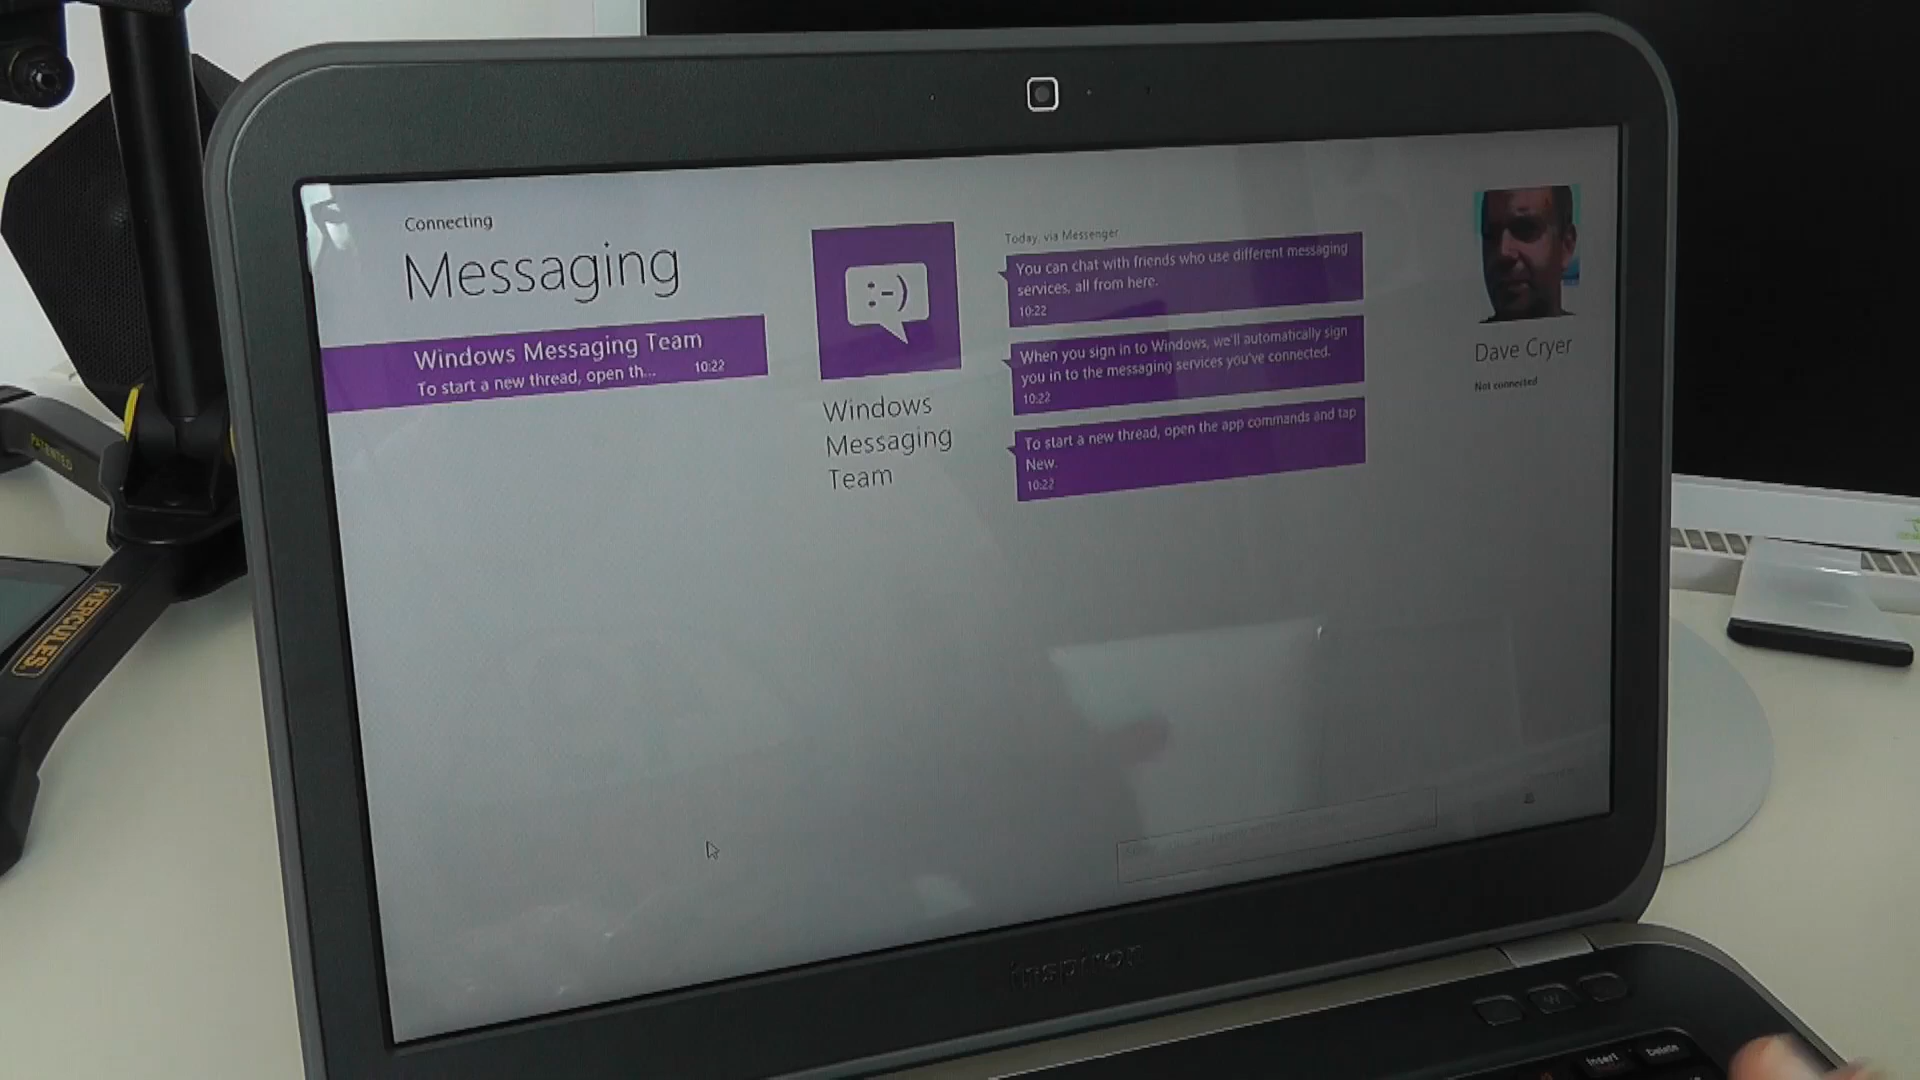 Connecting
Messaging
Windows Messaging Team
To start a new thread, open th...
10:22
:-)
Windows
Messaging
Team
Today, via Messenger
You can chat with friends who use different messaging
services, all from here.
10:22
When you sign in to Windows, we'll automatically sign
you in to the messaging services you've connected.
10:22
To start a new thread, open the app commands and tap
New.
10:22
Dave Cryer
Not connected
inspiron
Insert
Delete
PATENTED
HERCULES